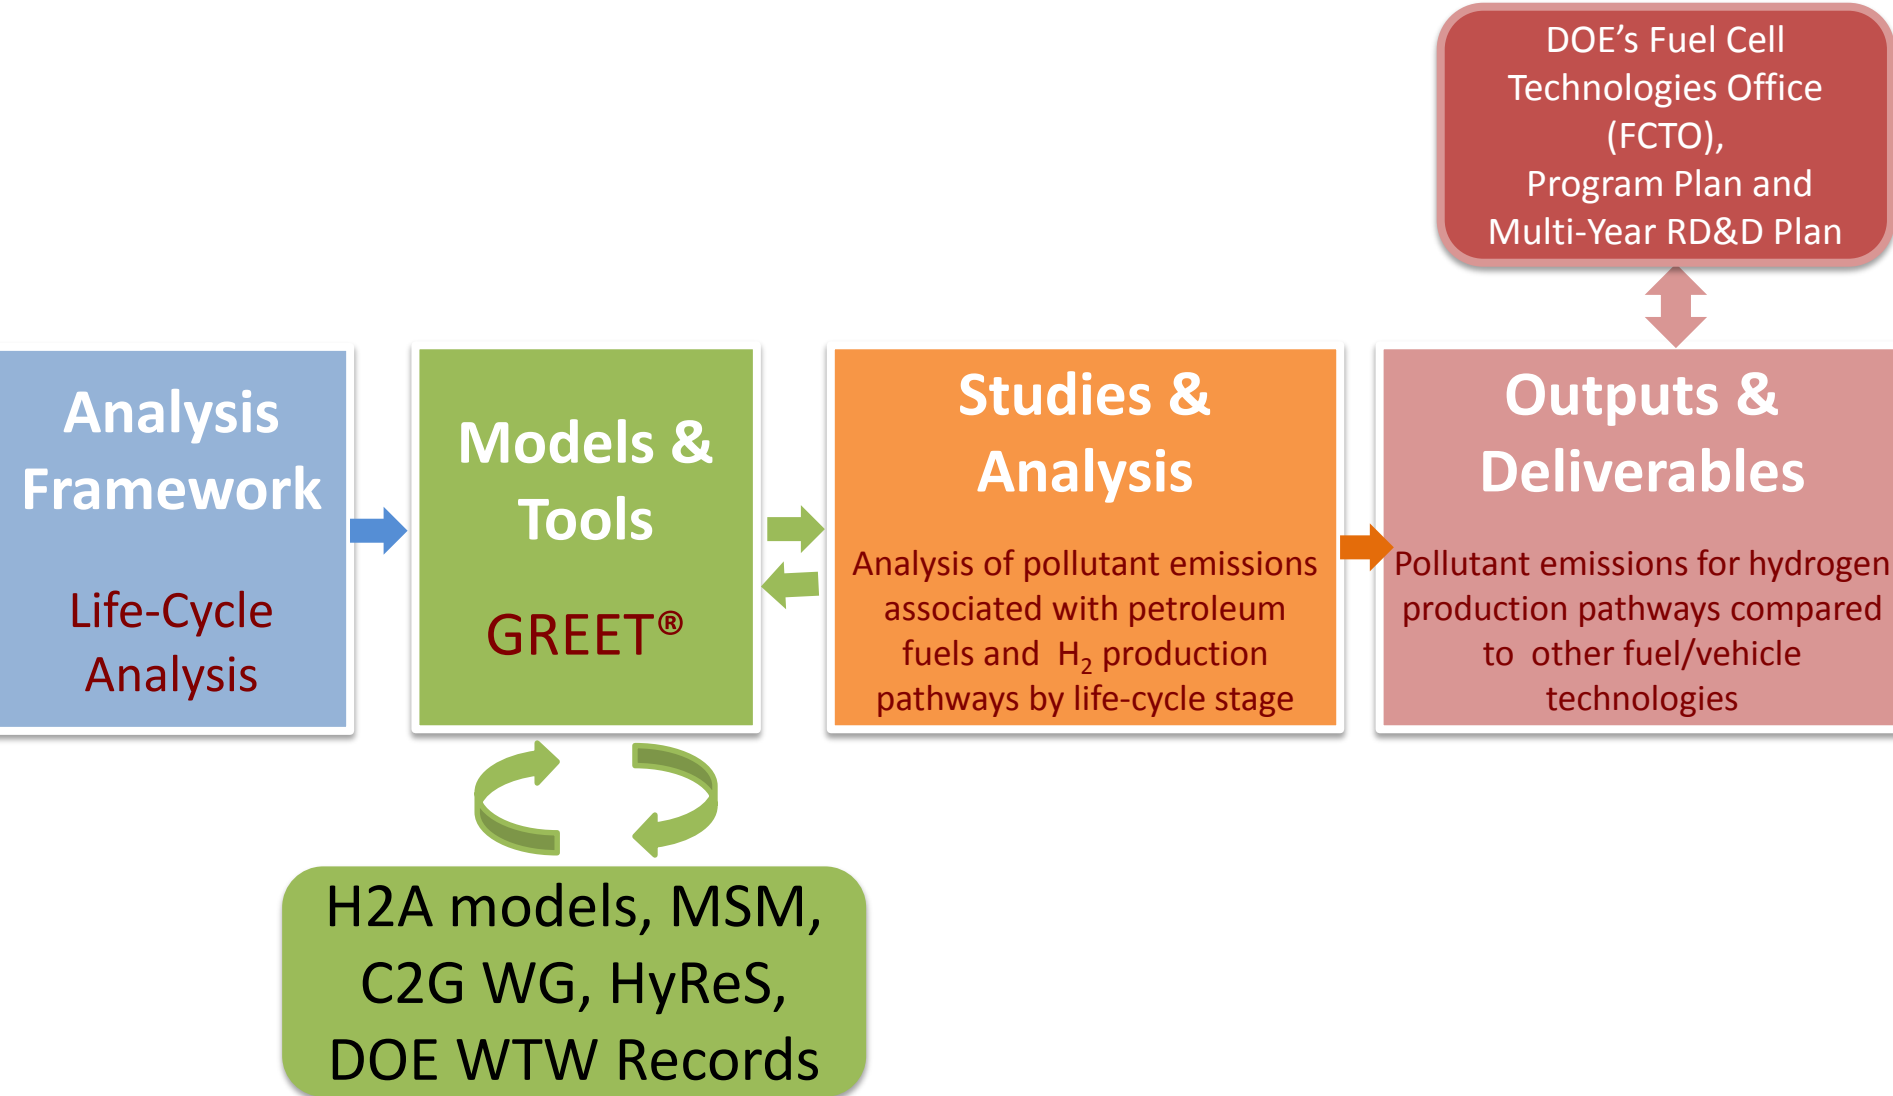 DOE’s Fuel Cell
Technologies Office
(FCTO),
Program Plan and
Multi-Year RD&D Plan
Analysis
Framework
Life-Cycle
Analysis
Models &
Tools
GREET®
Studies &
Analysis
Analysis of pollutant emissions
associated with petroleum
fuels and H₂ production
pathways by life-cycle stage
Outputs &
Deliverables
Pollutant emissions for hydrogen
production pathways compared
to other fuel/vehicle
technologies
H2A models, MSM,
C2G WG, HyReS,
DOE WTW Records